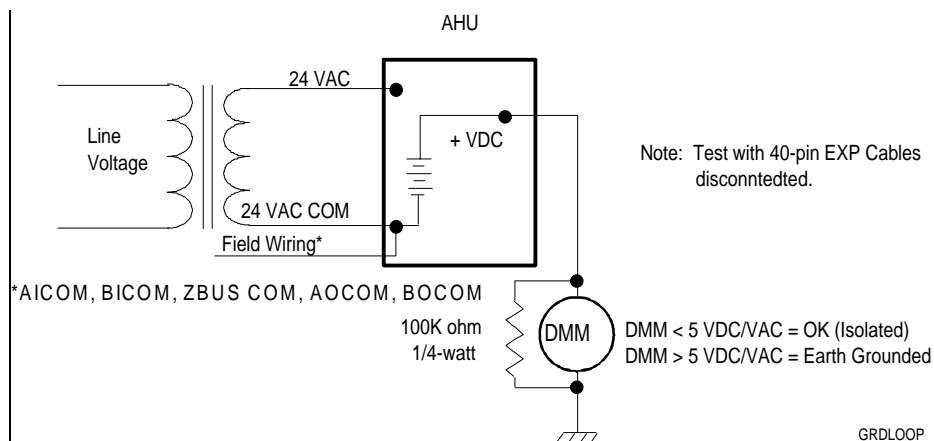 AHU
24 VAC
Line
Voltage
+ VDC
Note: Test with 40-pin EXP Cables
disconntedted.
24 VAC COM
Field Wiring*
*AICOM, BICOM, ZBUS COM, AOCOM, BOCOM
100K ohm
1/4-watt
DMM
DMM < 5 VDC/VAC = OK (Isolated)
DMM > 5 VDC/VAC = Earth Grounded
GRDLOOP